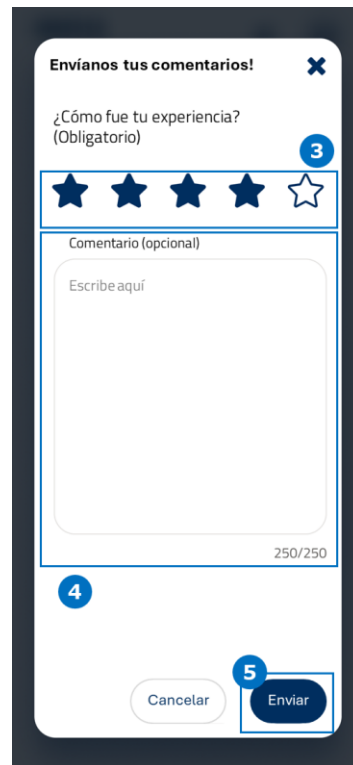 Envíanos tus comentarios!
¿Cómo fue tu experiencia?
(Obligatorio)
3
Comentario (opcional)
Escribe aquí
250/250
4
5
Cancelar
Enviar